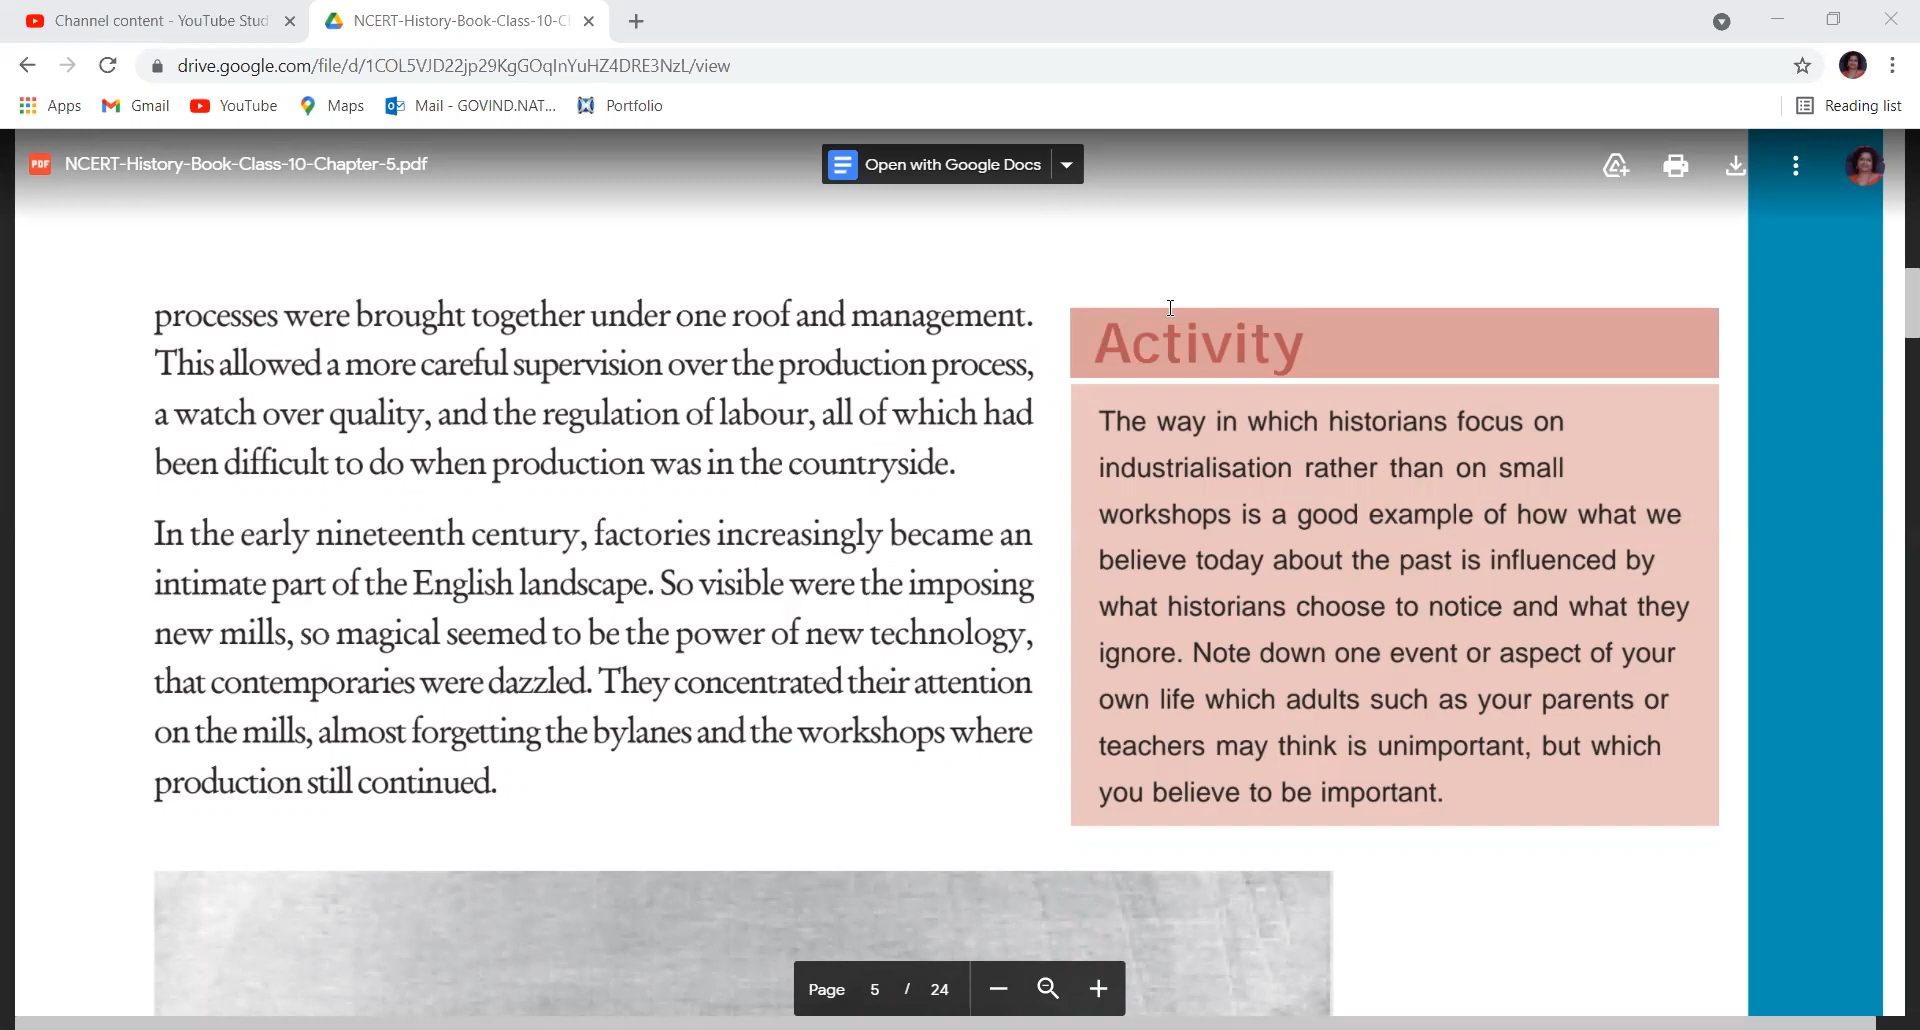 Channel content - YouTube Stud
NCERT-History-Book-Class-10-C
drive.google.com/file/d/1COL5VJD22jp29KgGOqInYuHZ4DRE3NzL/view
Apps
Gmail
YouTube
Maps
Mail - GOVIND.NAT...
Portfolio
Reading list
PDF
NCERT-History-Book-Class-10-Chapter-5.pdf
Open with Google Docs
processes were brought together under one roof and management.
This allowed a more careful supervision over the production process,
a watch over quality, and the regulation of labour, all of which had
been difficult to do when production was in the countryside.
In the early nineteenth century, factories increasingly became an
intimate part of the English landscape. So visible were the imposing
new mills, so magical seemed to be the power of new technology,
that contemporaries were dazzled. They concentrated their attention
on the mills, almost forgetting the bylanes and the workshops where
production still continued.
Activity
The way in which historians focus on
industrialisation rather than on small
workshops is a good example of how what we
believe today about the past is influenced by
what historians choose to notice and what they
ignore. Note down one event or aspect of your
own life which adults such as your parents or
teachers may think is unimportant, but which
you believe to be important.
Page 5 / 24